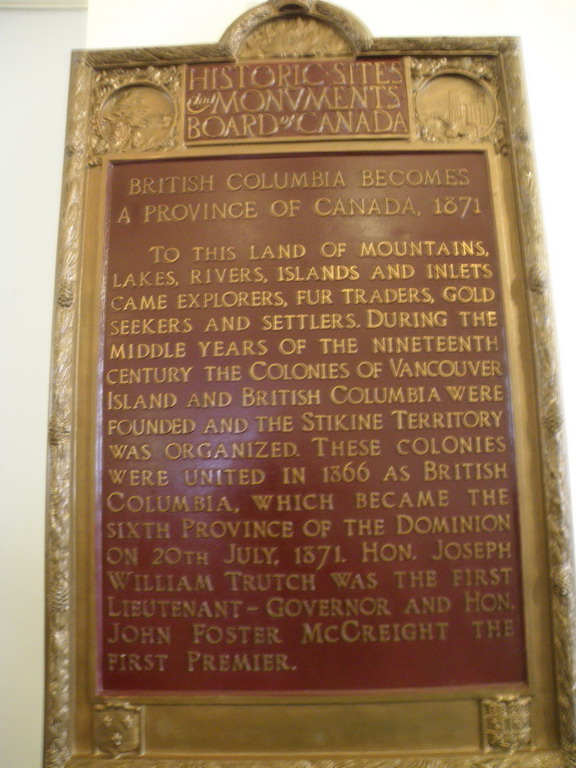 HISTORIC SITES
and MONVMENTS
BOARD of CANADA
BRITISH COLUMBIA BECOMES
A PROVINCE OF CANADA, 1871
TO THIS LAND OF MOUNTAINS,
LAKES, RIVERS, ISLANDS AND INLETS
CAME EXPLORERS, FUR TRADERS, GOLD
SEEKERS AND SETTLERS. DURING THE
MIDDLE YEARS OF THE NINETEENTH
CENTURY THE COLONIES OF VANCOUVER
ISLAND AND BRITISH COLUMBIA WERE
FOUNDED AND THE STIKINE TERRITORY
WAS ORGANIZED. THESE COLONIES
WERE UNITED IN 1866 AS BRITISH
COLUMBIA, WHICH BECAME THE
SIXTH PROVINCE OF THE DOMINION
ON 20TH JULY, 1871. HON. JOSEPH
WILLIAM TRUTCH WAS THE FIRST
LIEUTENANT-GOVERNOR AND HON.
JOHN FOSTER MCCREIGHT THE
FIRST PREMIER.